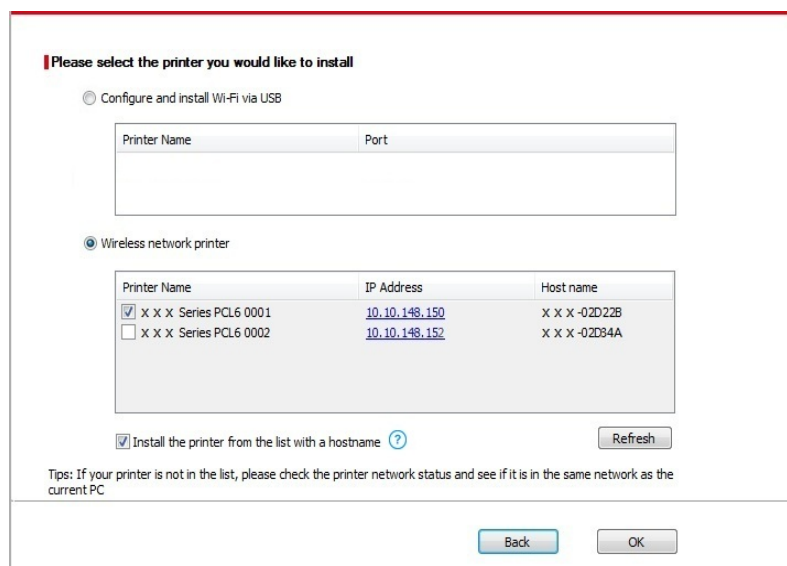 Please select the printer you would like to install
Configure and install Wi-Fi via USB
Printer Name Port
Wireless network printer
Printer Name IP Address Host name
X X X Series PCL6 0001 10.10.148.150 X X X -02D22B
X X X Series PCL6 0002 10.10.148.152 X X X -02D34A
Install the printer from the list with a hostname ? Refresh
Tips: If your printer is not in the list, please check the printer network status and see if it is in the same network as the
current PC
Back OK